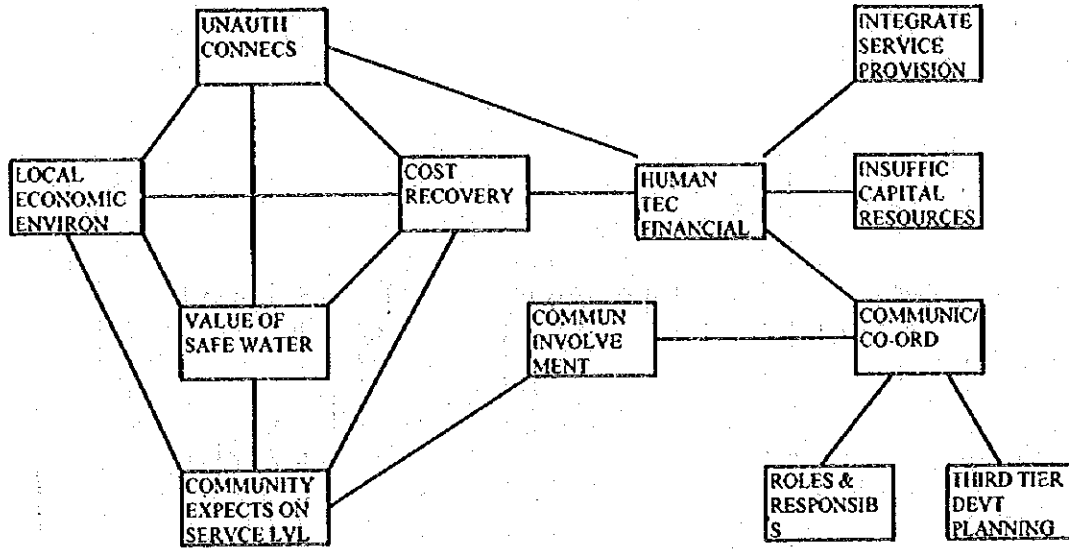 UNAUTH
CONNECS
INTEGRATE
SERVICE
PROVISION
LOCAL
ECONOMIC
ENVIRON
COST
RECOVERY
HUMAN
TEC
FINANCIAL
INSUFFIC
CAPITAL
RESOURCES
VALUE OF
SAFE WATER
COMMUN
INVOLVE
MENT
COMMUNIC/
CO-ORD
COMMUNITY
EXPECTS ON
SERVCE LVL
ROLES &
RESPONSIB
S
THIRD TIER
DEVT
PLANNING